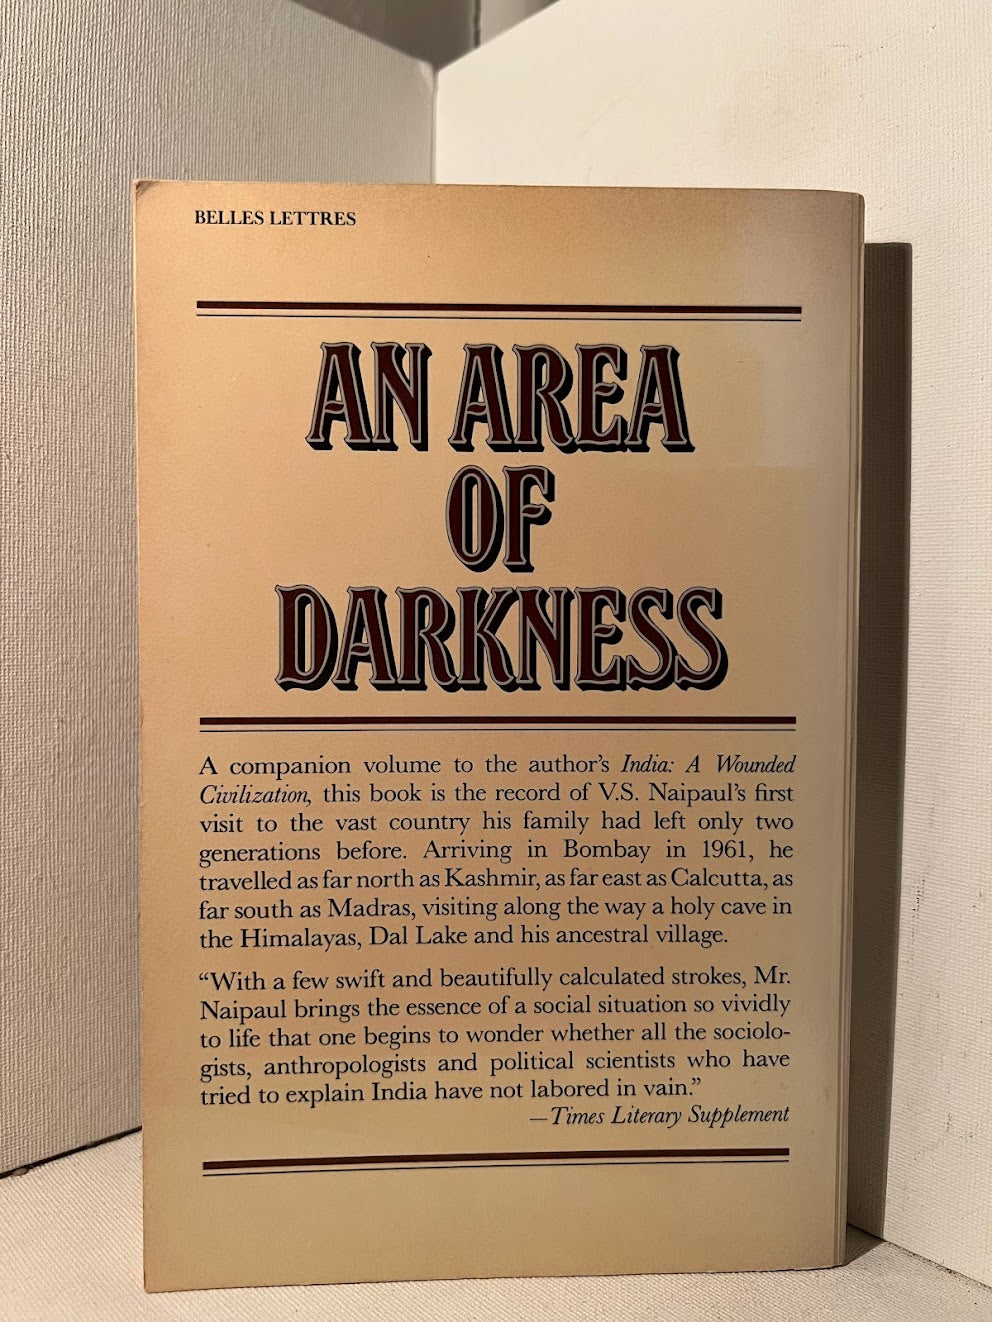 BELLES LETTRES
AN AREA
OF
DARKNESS
A companion volume to the author's India: A Wounded
Civilization, this book is the record of V.S. Naipaul's first
visit to the vast country his family had left only two
generations before. Arriving in Bombay in 1961, he
travelled as far north as Kashmir, as far east as Calcutta, as
far south as Madras, visiting along the way a holy cave in
the Himalayas, Dal Lake and his ancestral village.
“With a few swift and beautifully calculated strokes, Mr.
Naipaul brings the essence of a social situation so vividly
to life that one begins to wonder whether all the sociolo-
gists, anthropologists and political scientists who have
tried to explain India have not labored in vain.”
—Times Literary Supplement